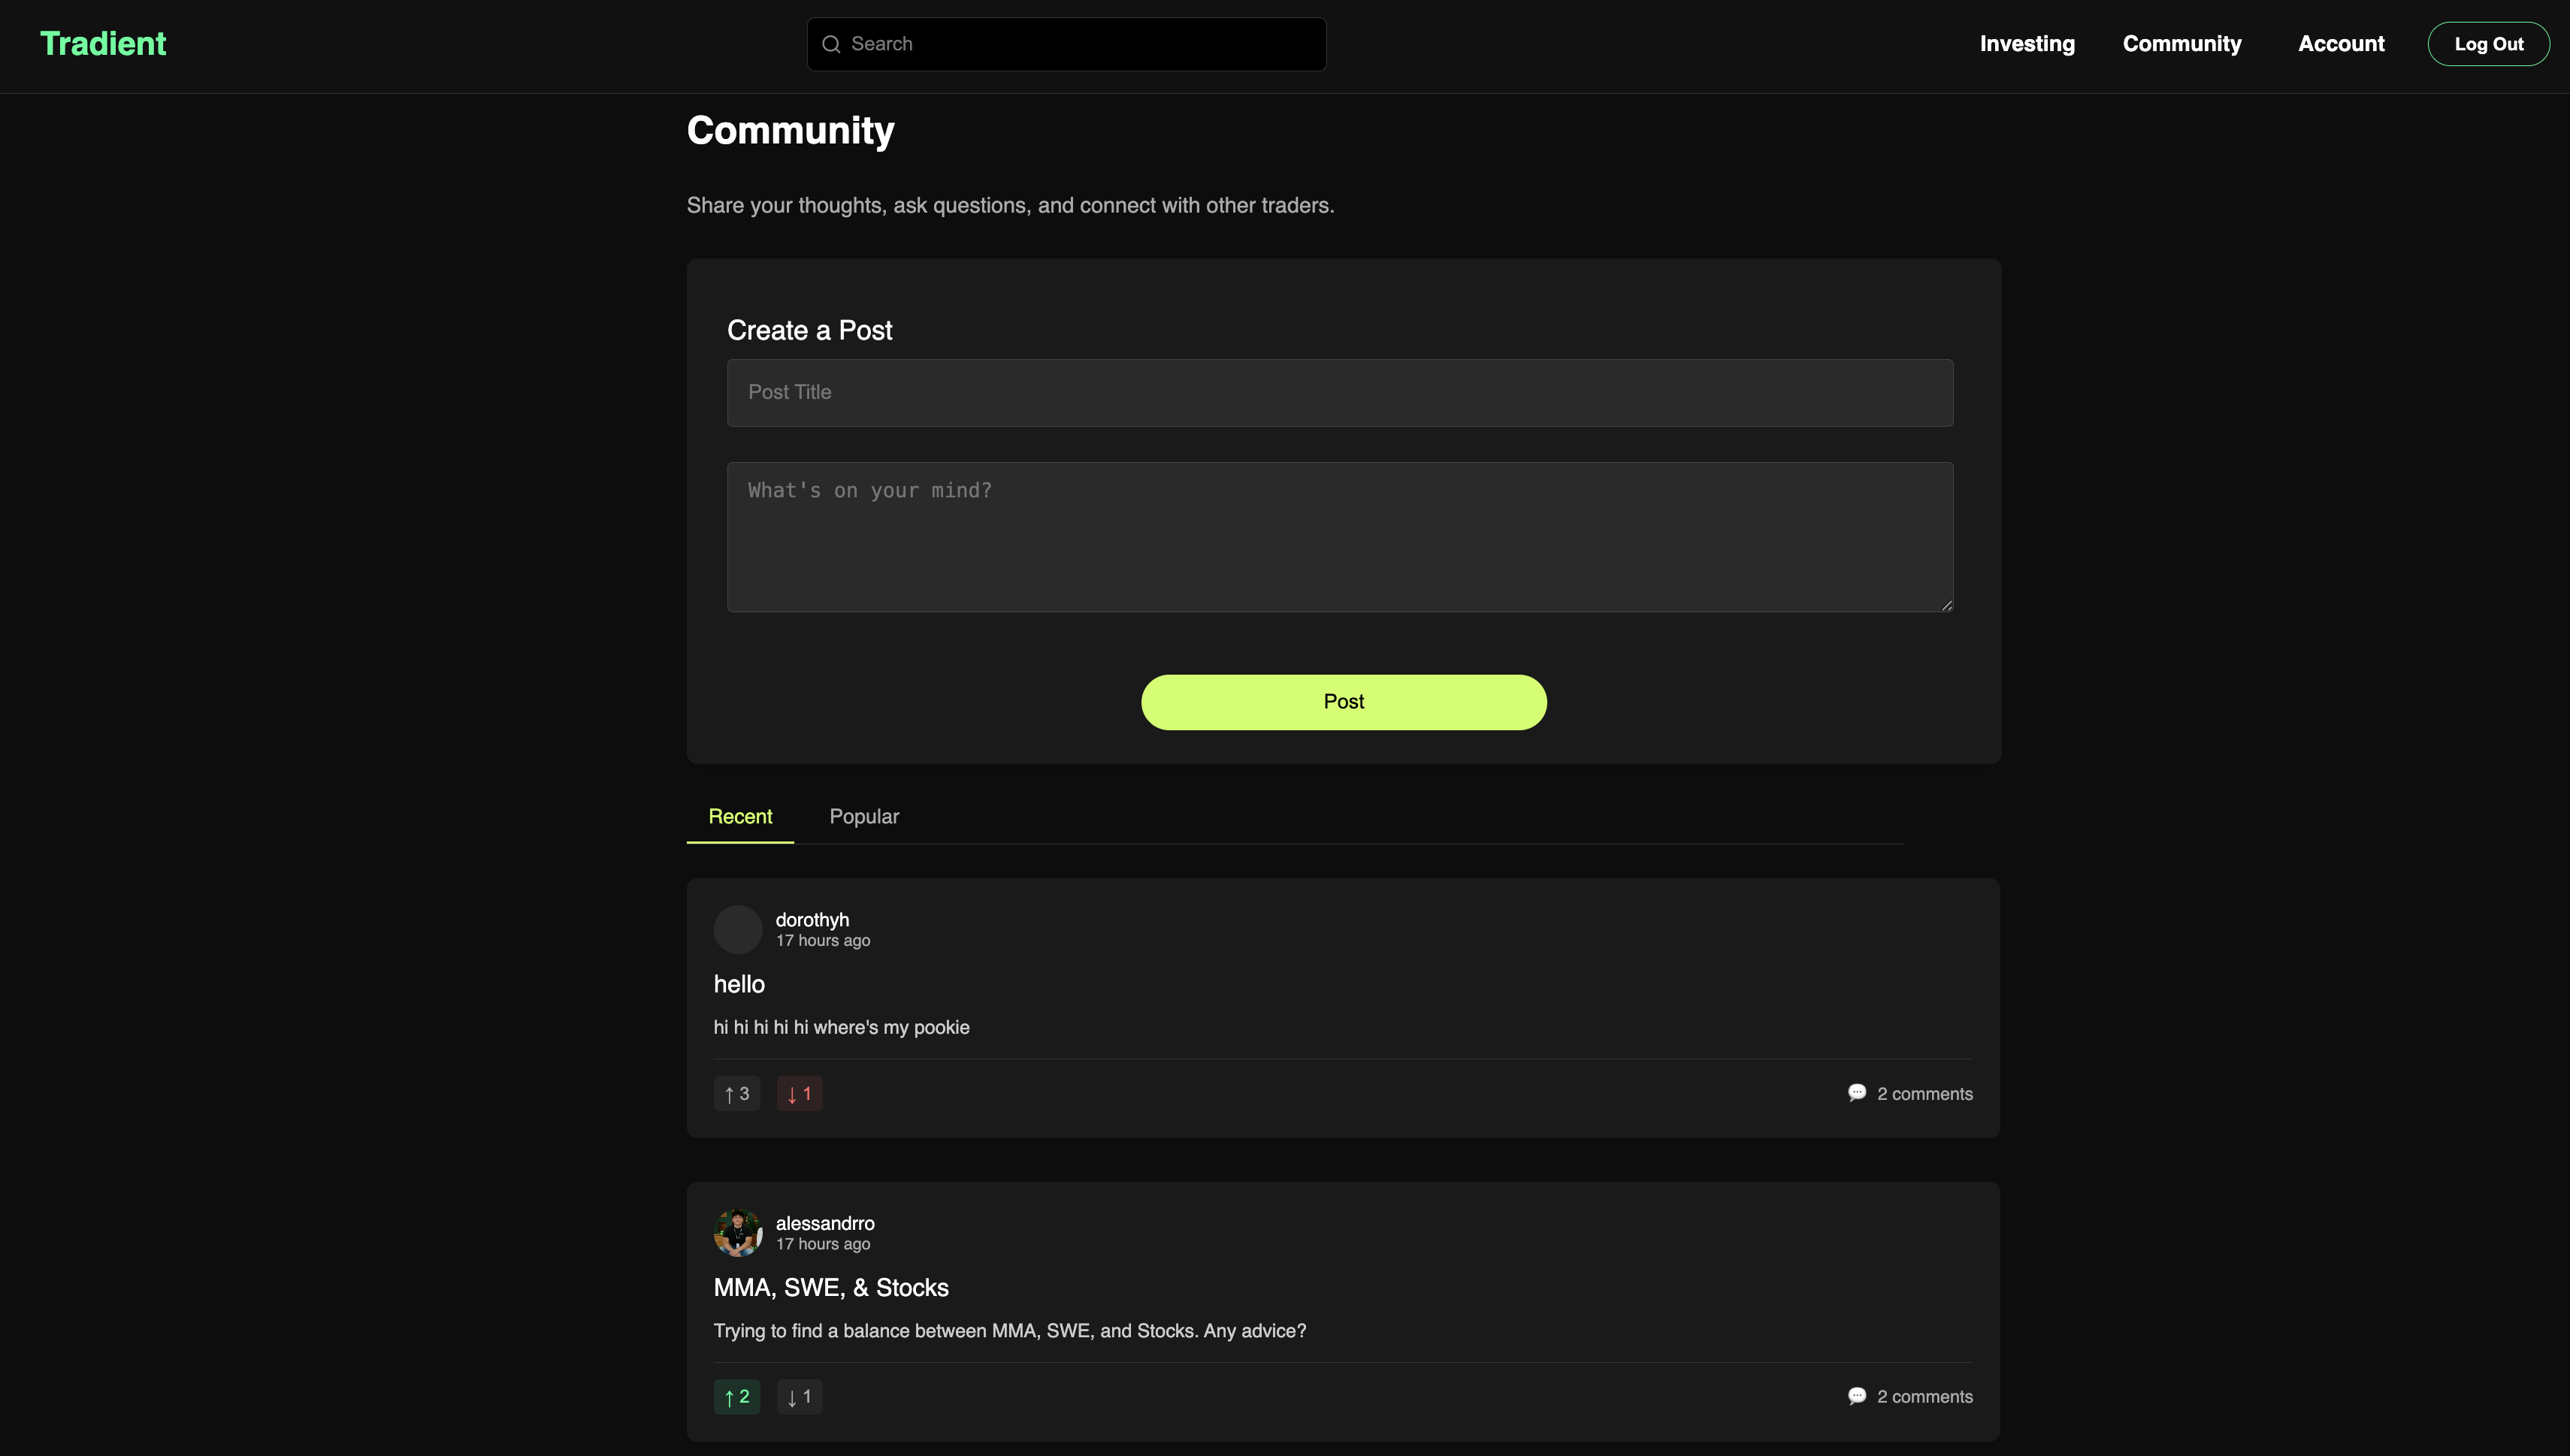 Tradient
Search
Investing
Community
Account
Log Out
Community
Share your thoughts, ask questions, and connect with other traders.
Create a Post
Post Title
What's on your mind?
Post
Recent
Popular
dorothyh
17 hours ago
hello
hi hi hi hi hi where's my pookie
↑ 3
↓ 1
2 comments
alessandrro
17 hours ago
MMA, SWE, & Stocks
Trying to find a balance between MMA, SWE, and Stocks. Any advice?
↑ 2
↓ 1
2 comments